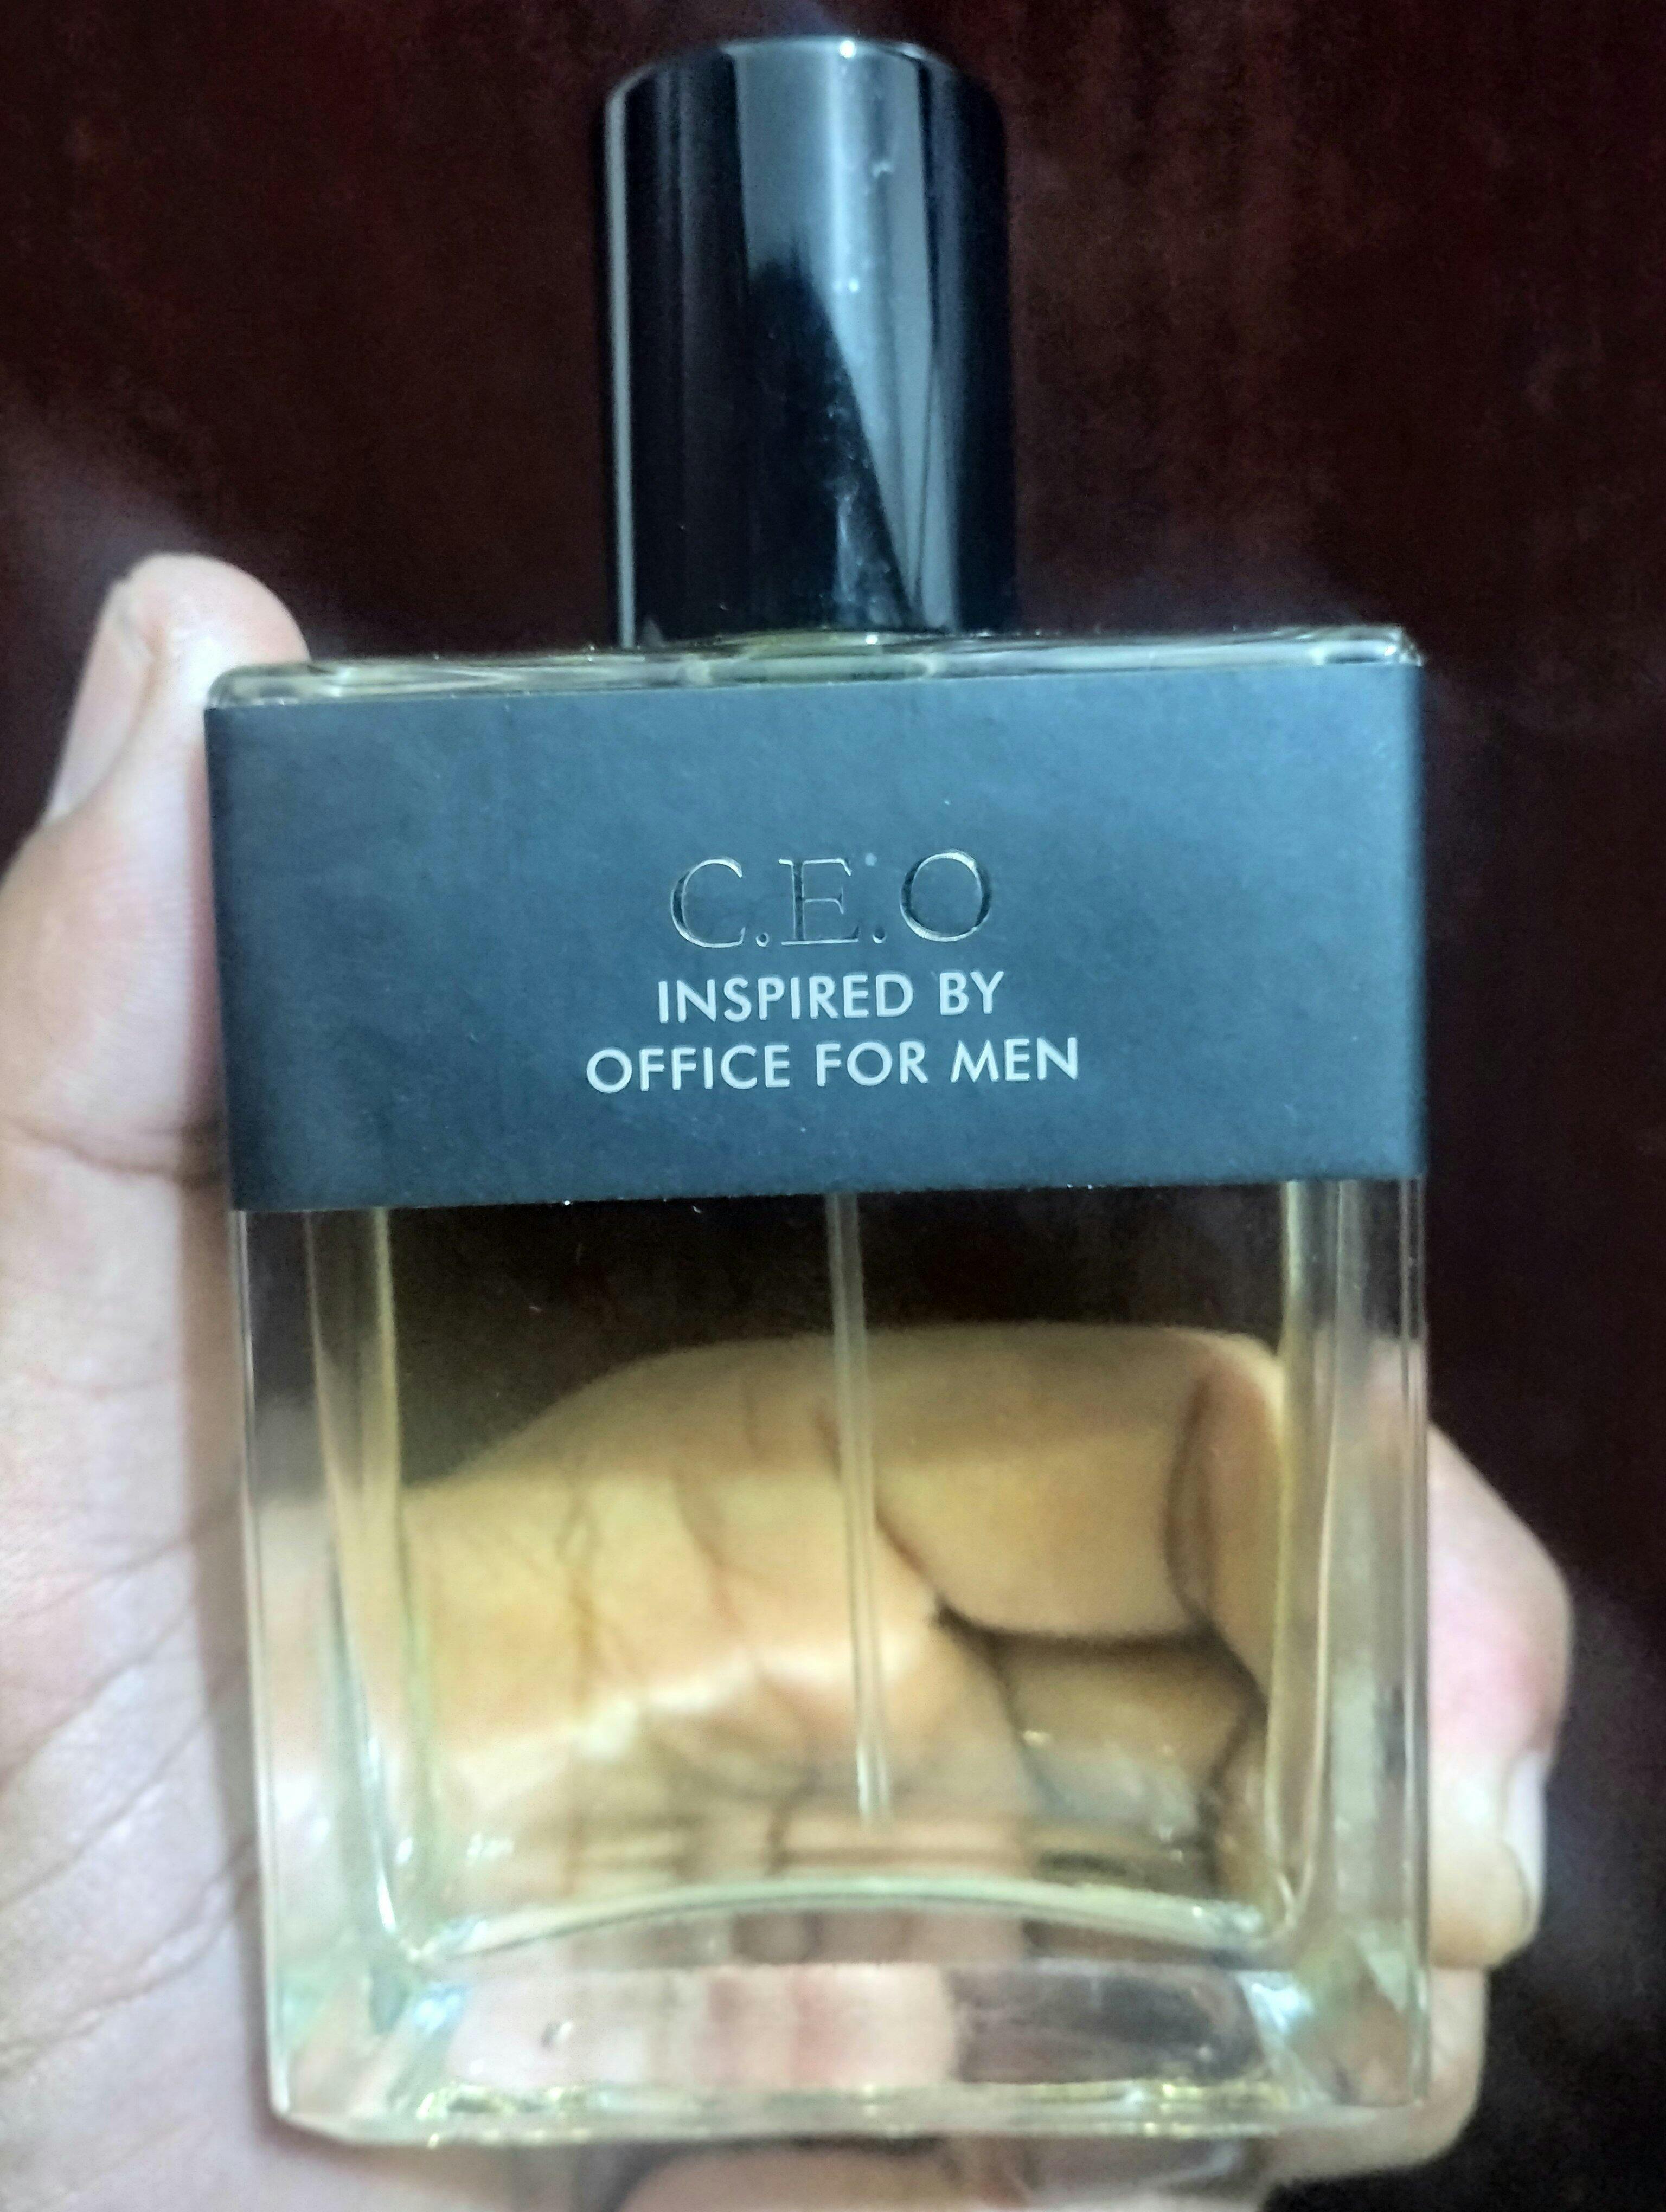 C.E.O
INSPIRED BY
OFFICE FOR MEN